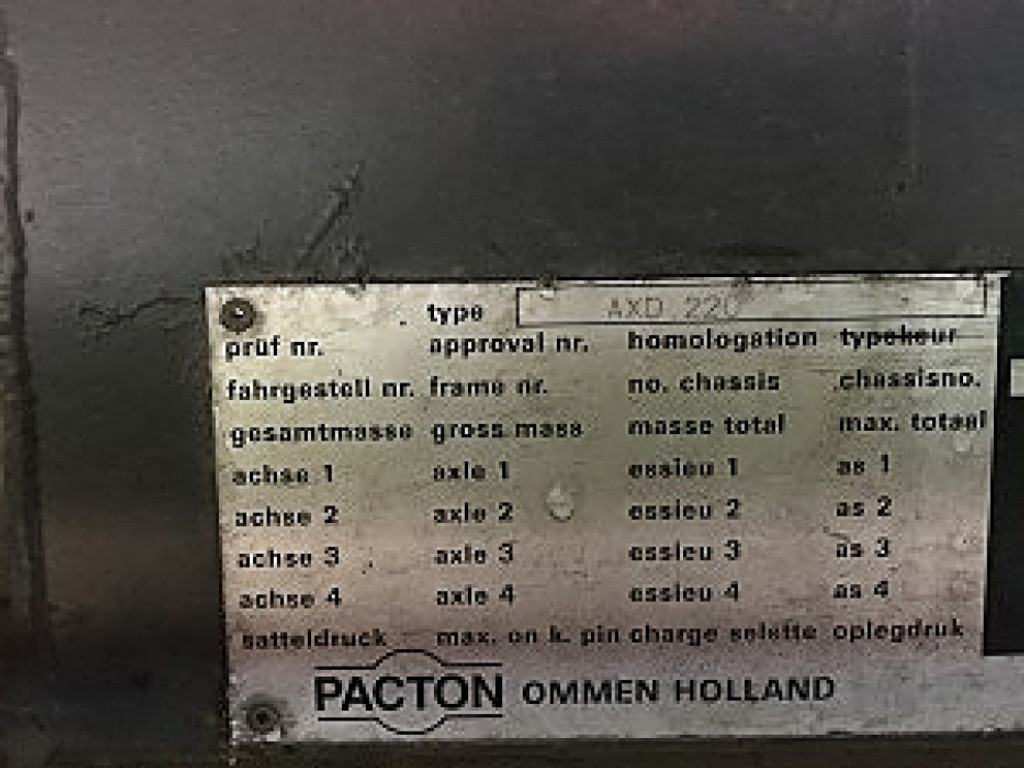 type AXD 220
prüf nr. approval nr. homologation typekeur
fahrgestell nr. frame nr. no. chassis chassisno.
gesamtmasse gross mass masse total max. totaal
achse 1 axle 1 essieu 1 as 1
achse 2 axle 2 essieu 2 as 2
achse 3 axle 3 essieu 3 as 3
achse 4 axle 4 essieu 4 as 4
satteldruck max. on k. pin charge selette oplegdruk
PACTON OMMEN HOLLAND